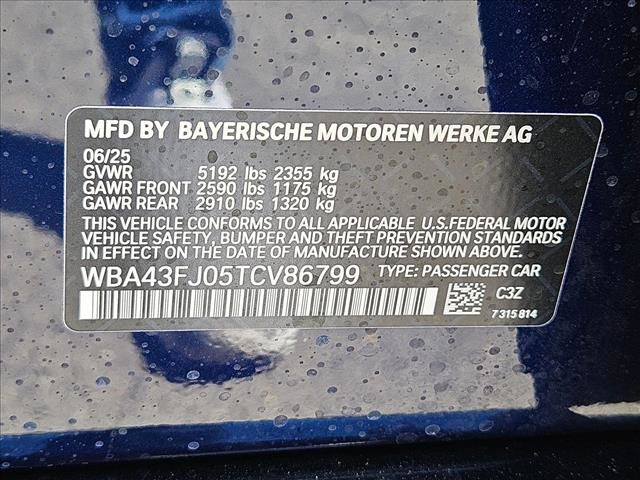 MFD BY BAYERISCHE MOTOREN WERKE AG
06/25
GVWR 5192 lbs 2355 kg
GAWR FRONT 2590 lbs 1175 kg
GAWR REAR 2910 lbs 1320 kg
THIS VEHICLE CONFORMS TO ALL APPLICABLE U.S.FEDERAL MOTOR
VEHICLE SAFETY, BUMPER AND THEFT PREVENTION STANDARDS
IN EFFECT ON THE DATE OF MANUFACTURE SHOWN ABOVE.
WBA43FJ05TCV86799 TYPE: PASSENGER CAR
C3Z
7 315 814